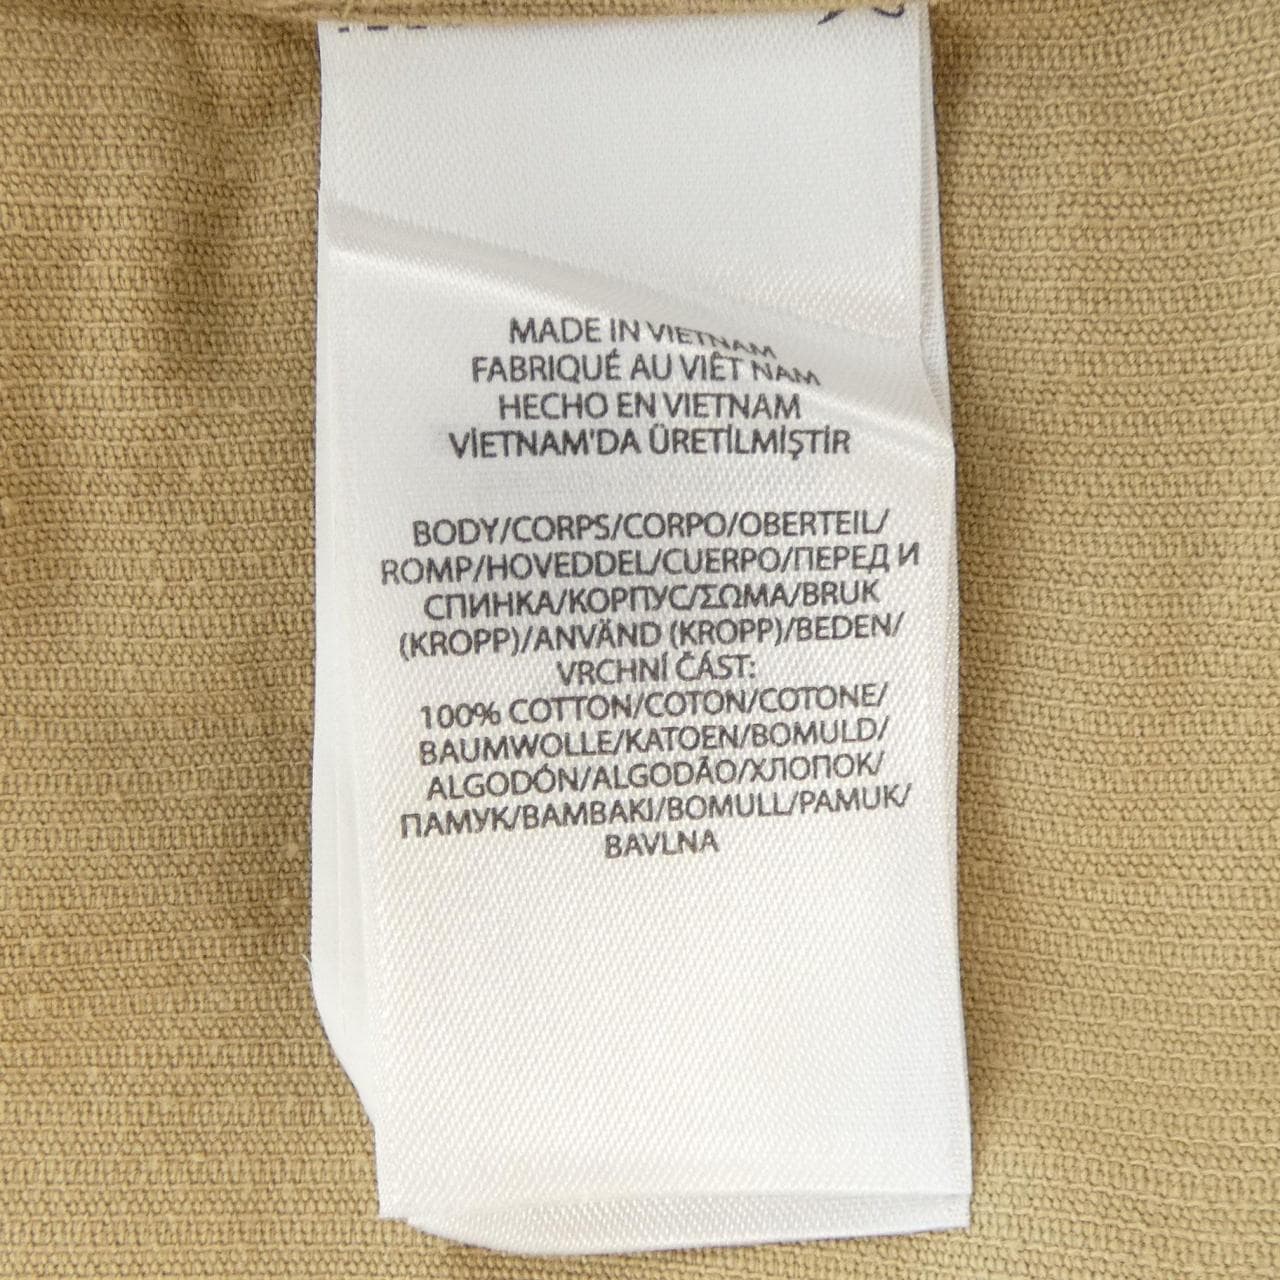 MADE IN VIETNAM
FABRIQUÉ AU VIÊT NAM
HECHO EN VIETNAM
VİETNAM'DA ÜRETİLMİŞTİR
BODY/CORPS/CORPO/OBERTEIL/
ROMP/HOVEDDEL/CUERPO/ПЕРЕД И
СПИНКА/КОРПУС/ΣΩΜΑ/BRUK
(KROPP)/ANVÄND (KROPP)/BEDEN/
VRCHNÍ ČÁST:
100% COTTON/COTON/COTONE/
BAUMWOLLE/KATOEN/BOMULD/
ALGODÓN/ALGODÃO/ХЛОПОК/
ПАМУК/BAMBAKI/BOMULL/PAMUK/
BAVLNA